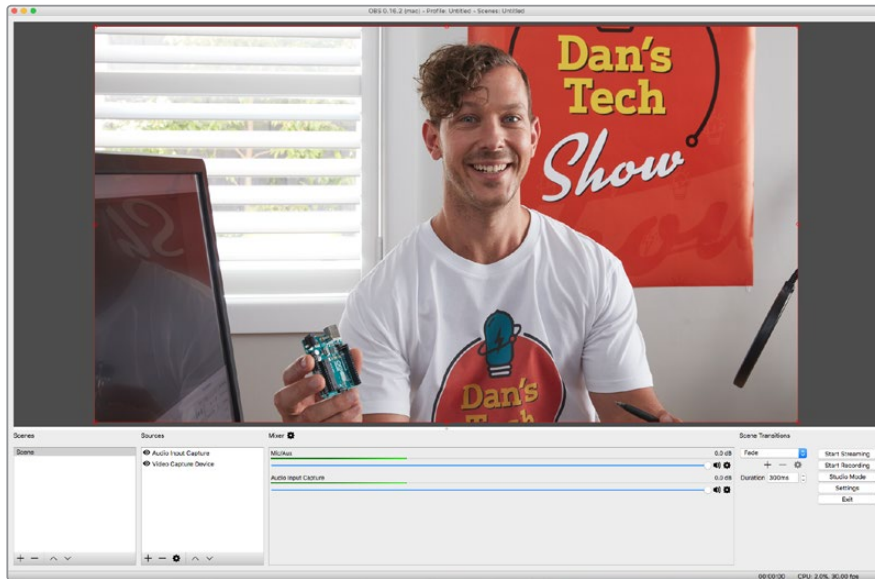 OBS 0.16.2 (mac) - Profile: Untitled - Scenes: Untitled
Dan's
Tech
Show
Dan's
Tech
Scenes
Scene
Sources
Audio Input Capture
Video Capture Device
Mixer
Mic/Aux
0.0 dB
Audio Input Capture
0.0 dB
Scene Transitions
Fade
Duration 300ms
Start Streaming
Start Recording
Studio Mode
Settings
Exit
00:00:00 CPU: 2.0%, 30.00 fps